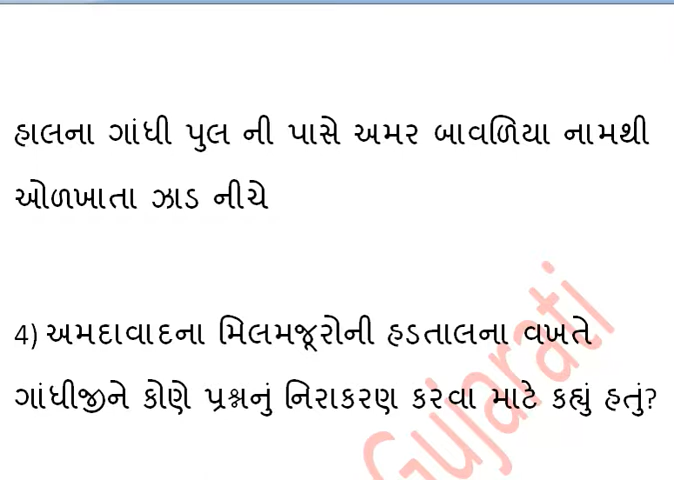 હાલના ગાંધી પુલ ની પાસે અમર બાવળિયા નામથી
ઓળખાતા ઝાડ નીચે
4) અમદાવાદના મિલમજૂરોની હડતાલના વખતે
ગાંધીજીને કોણે પ્રશ્નનું નિરાકરણ કરવા માટે કહ્યું હતું?
Gujarati